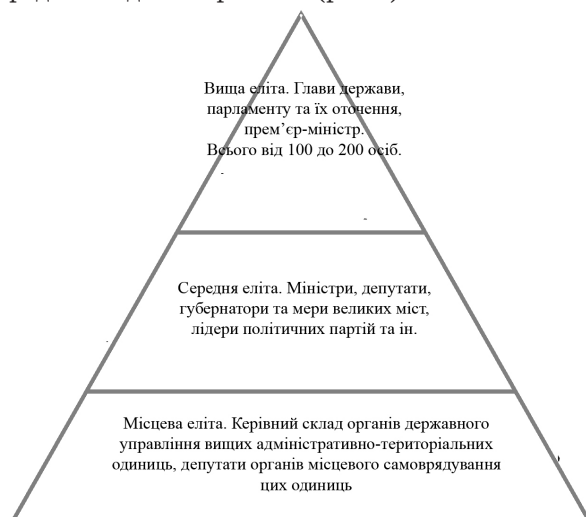 Вища еліта. Глави держави,
парламенту та їх оточення,
прем’єр-міністр.
Всього від 100 до 200 осіб.
Середня еліта. Міністри, депутати,
губернатори та мери великих міст,
лідери політичних партій та ін.
Місцева еліта. Керівний склад органів державного
управління вищих адміністративно-територіальних
одиниць, депутати органів місцевого самоврядування
цих одиниць